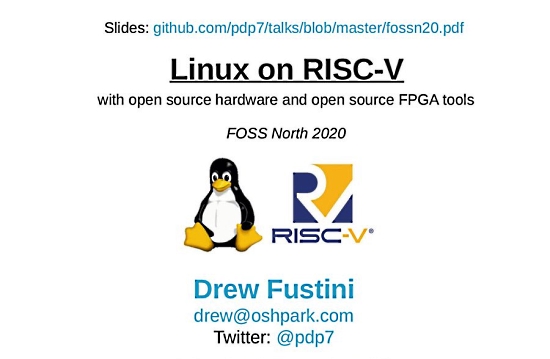 Slides: github.com/pdp7/talks/blob/master/fossn20.pdf
Linux on RISC-V
with open source hardware and open source FPGA tools
FOSS North 2020
RISC-V®
Drew Fustini
drew@oshpark.com
Twitter: @pdp7